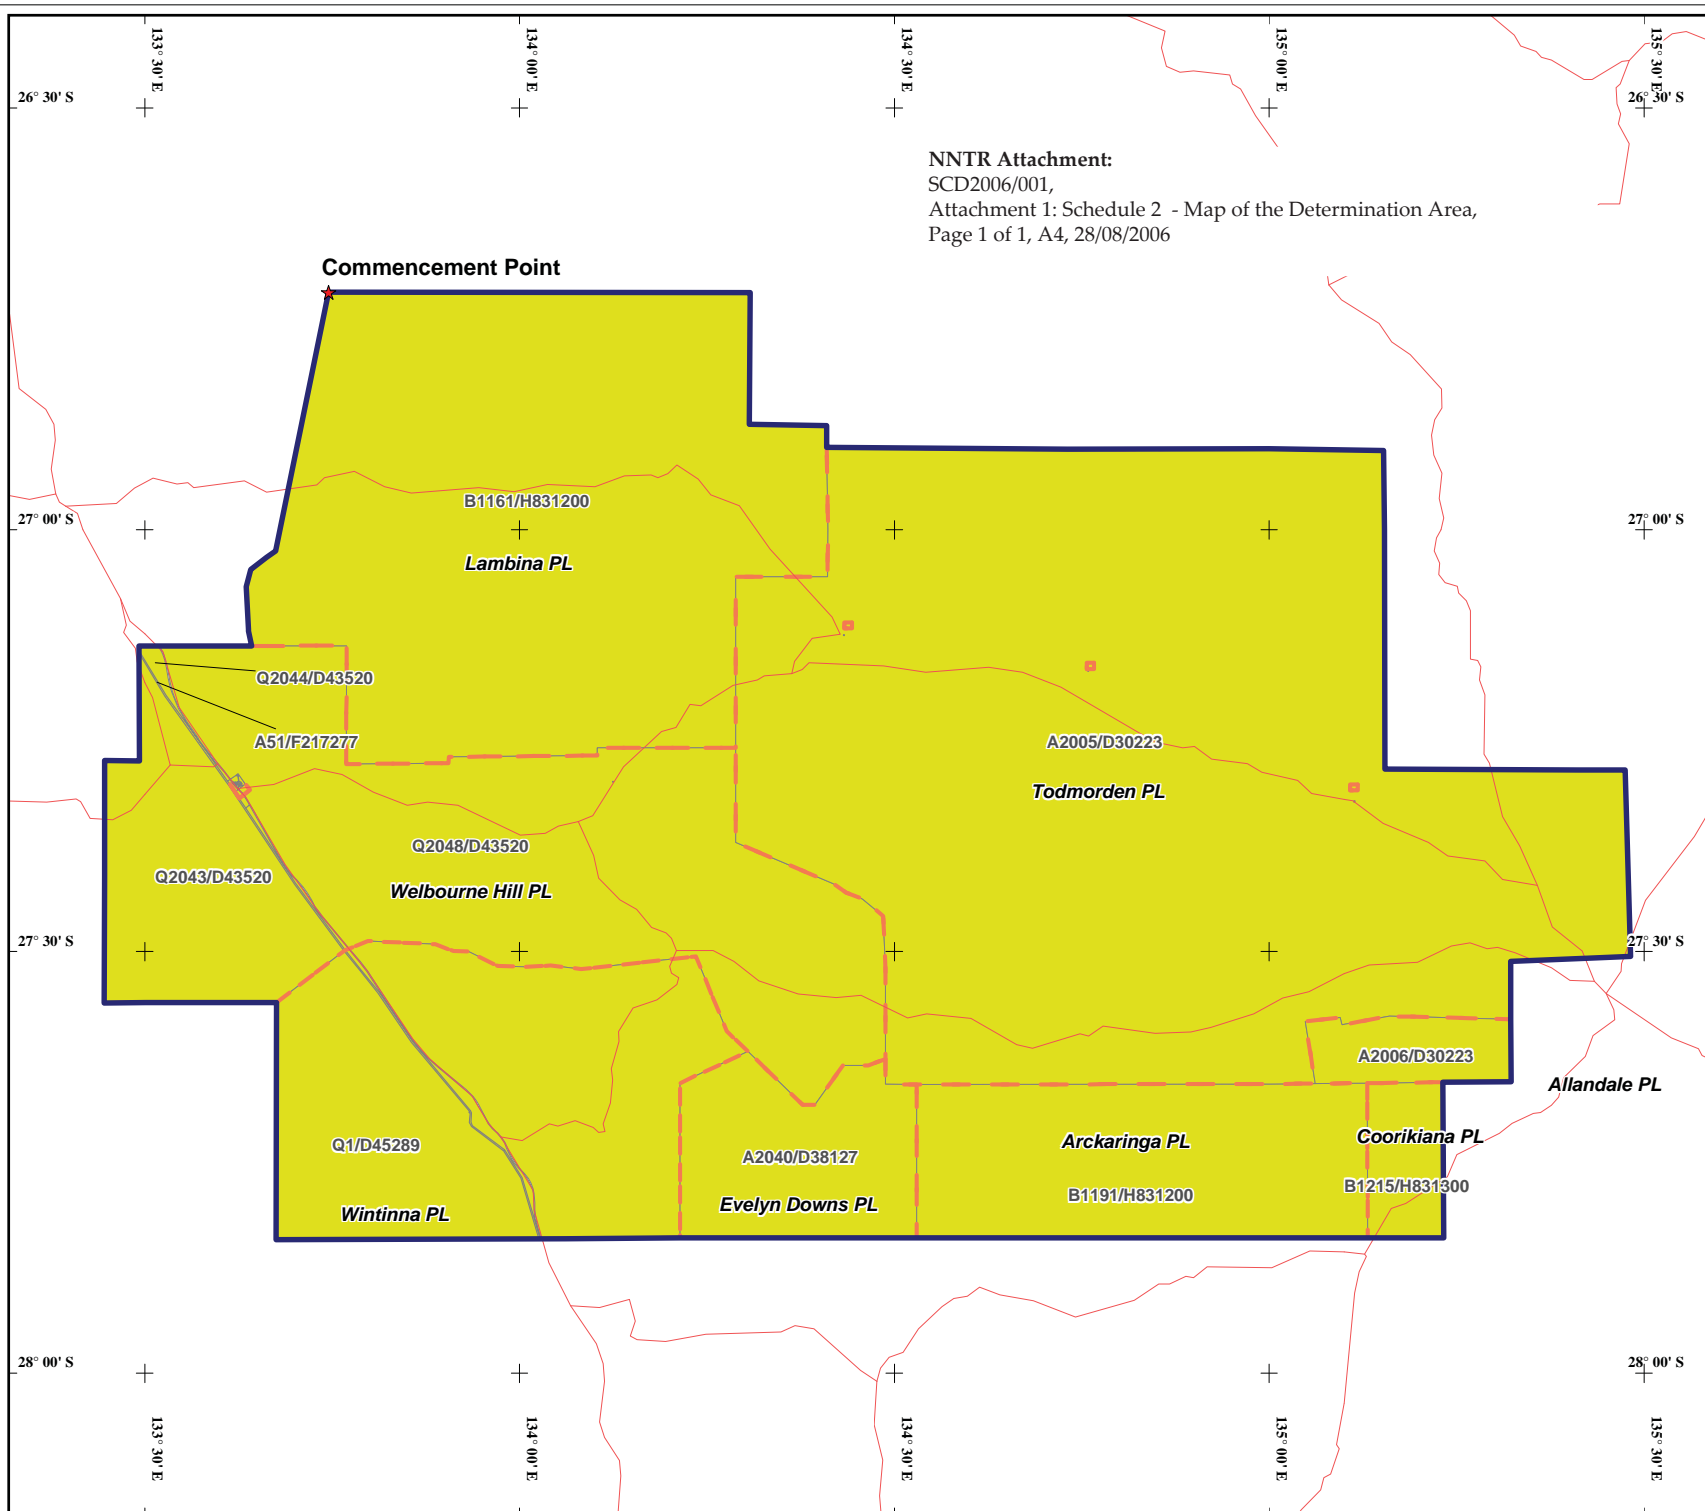 133° 30' E
134° 00' E
134° 30' E
135° 00' E
135° 30' E
26° 30' S
26° 30' S
NNTR Attachment:
SCD2006/001,
Attachment 1: Schedule 2 - Map of the Determination Area,
Page 1 of 1, A4, 28/08/2006
Commencement Point
B1161/H831200
27° 00' S
27° 00' S
Lambina PL
Q2044/D43520
A51/F217277
A2005/D30223
Todmorden PL
Q2048/D43520
Q2043/D43520
Welbourne Hill PL
27° 30' S
27° 30' S
A2006/D30223
Allandale PL
Q1/D45289
Arckaringa PL
Coorikiana PL
A2040/D38127
B1191/H831200
B1215/H831300
Evelyn Downs PL
Wintinna PL
28° 00' S
28° 00' S
133° 30' E
134° 00' E
134° 30' E
135° 00' E
135° 30' E